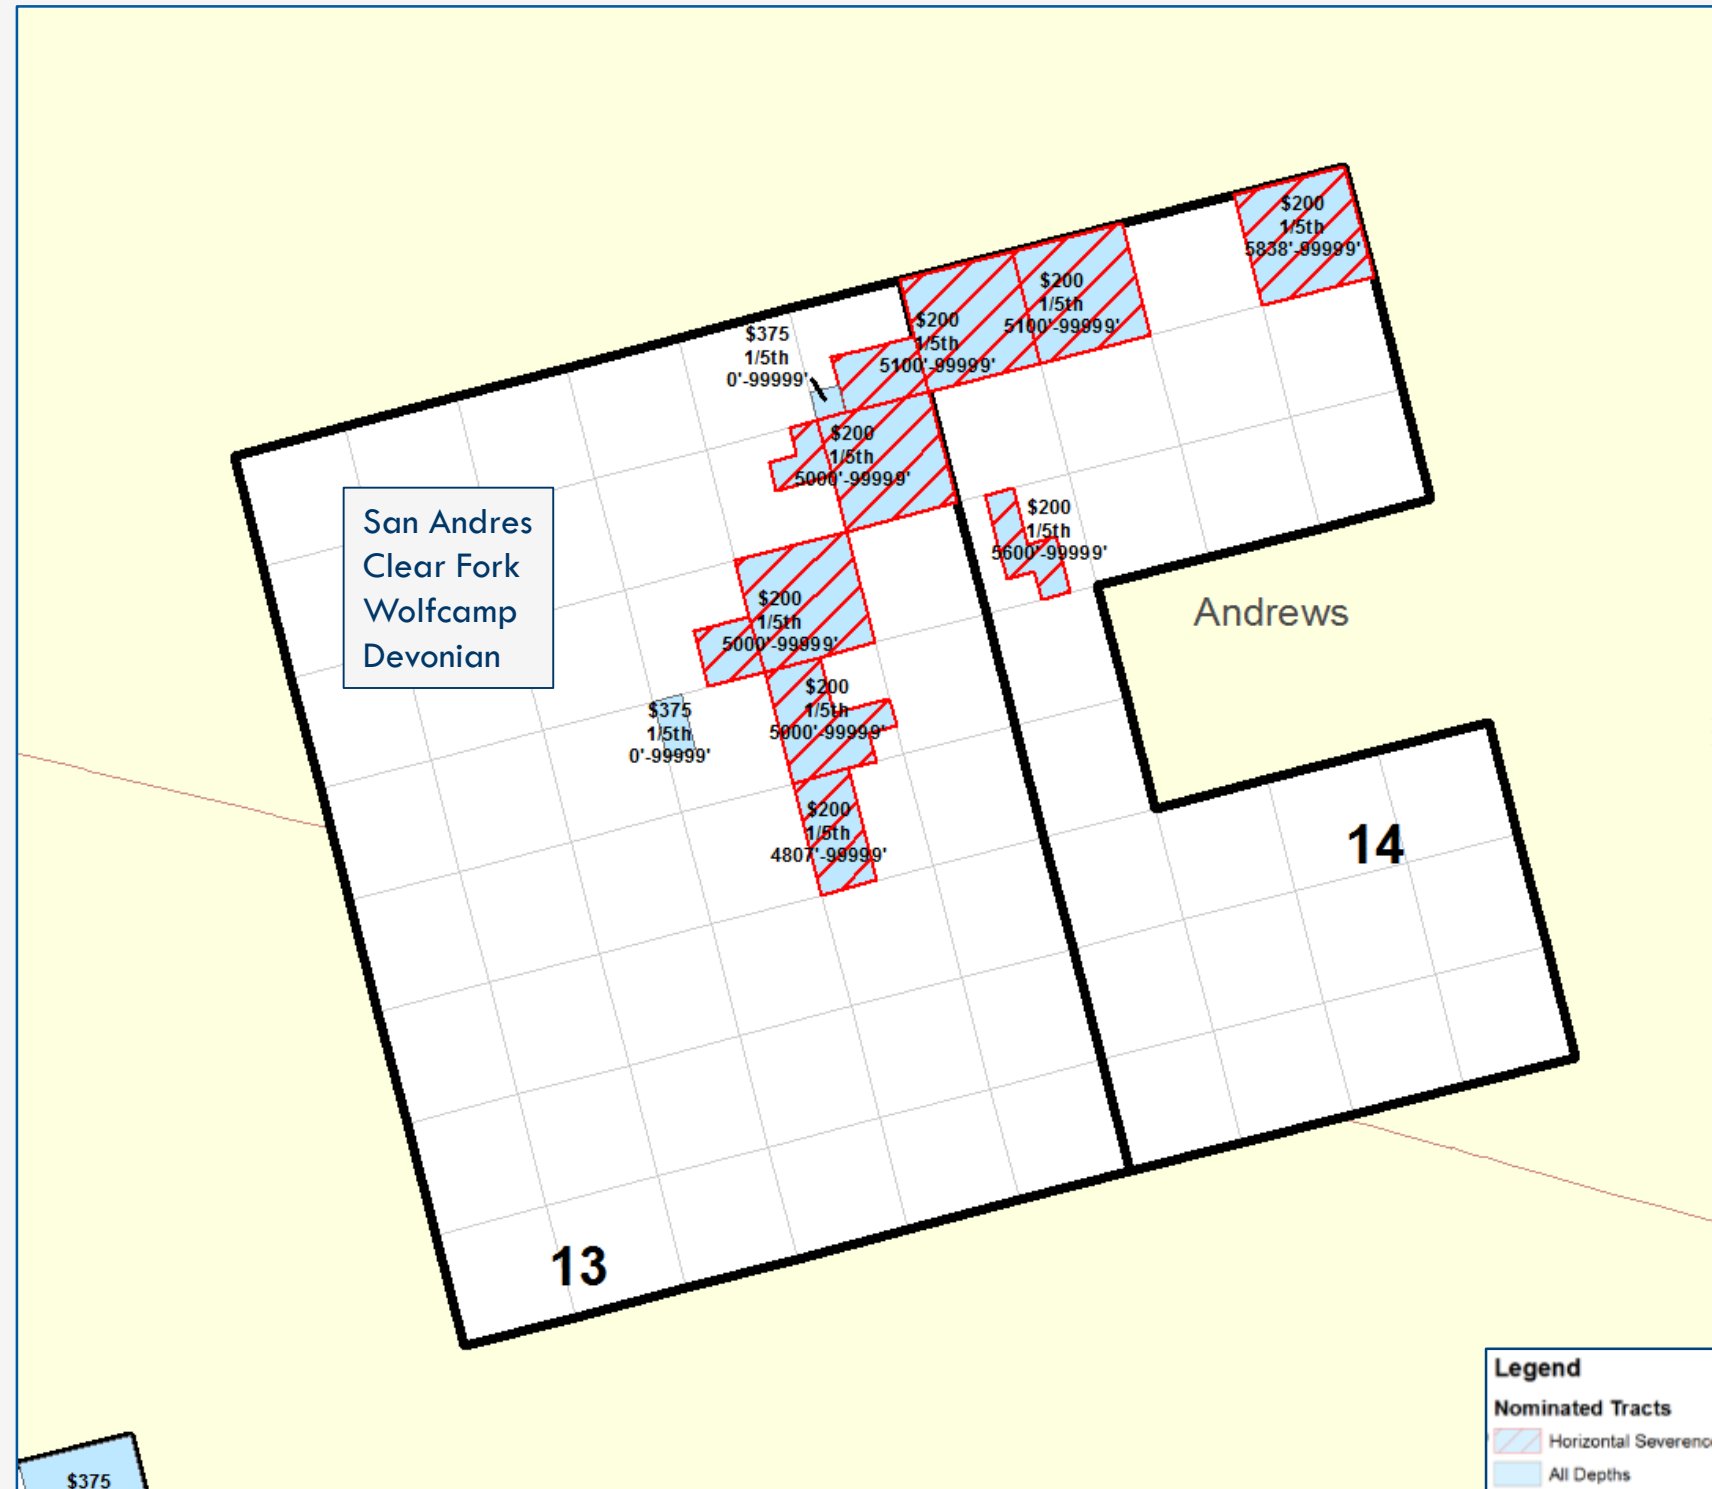 $200
1/5th
5838'-99999'
$200
1/5th
5100'-99999'
$200
1/5th
5100'-99999'
$375
1/5th
0'-99999'
$200
1/5th
5000'-99999'
San Andres
Clear Fork
Wolfcamp
Devonian
$200
1/5th
5600'-99999'
Andrews
$200
1/5th
5000'-99999'
$200
1/5th
5000'-99999'
$375
1/5th
0'-99999'
$200
1/5th
4807'-99999'
14
13
$375
Legend
Nominated Tracts
Horizontal Severenc
All Depths